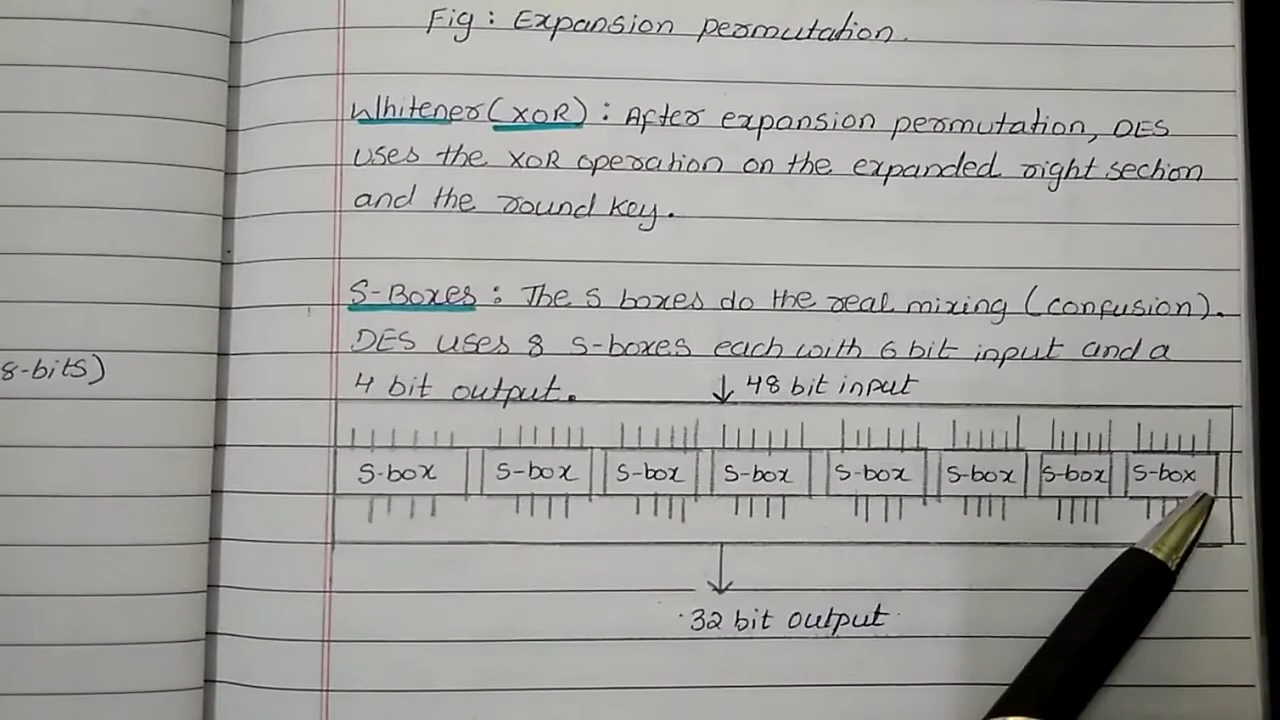 Fig : Expansion permutation.
Whitener (XOR) : After expansion permutation, DES
uses the XOR operation on the expanded right section
and the round key.
S-Boxes : The S boxes do the real mixing (confusion).
DES uses 8 S-boxes each with 6 bit input and a
8-bits)
4 bit output. ↓ 48 bit input
S-box S-box S-box S-box S-box S-box S-box S-box
32 bit output